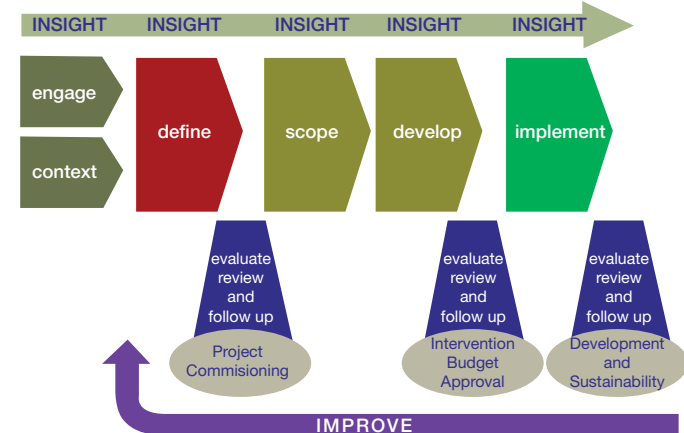 INSIGHT INSIGHT INSIGHT INSIGHT INSIGHT
engage
context
define
scope
develop
implement
evaluate
review
and
follow up
Project
Commisioning
evaluate
review
and
follow up
Intervention
Budget
Approval
evaluate
review
and
follow up
Development
and
Sustainability
IMPROVE